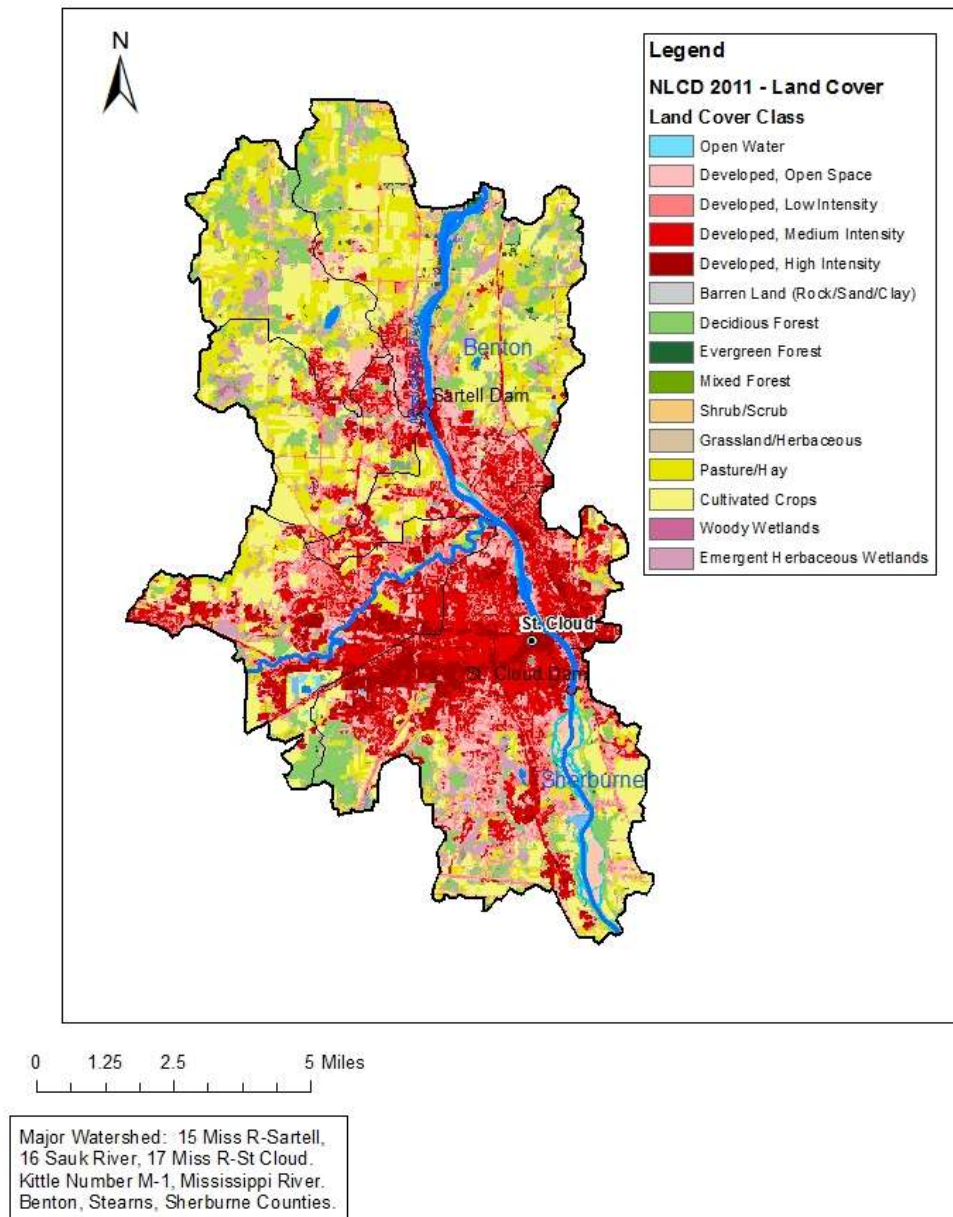 N
Legend
NLCD 2011 - Land Cover
Land Cover Class
Open Water
Developed, Open Space
Developed, Low Intensity
Developed, Medium Intensity
Developed, High Intensity
Barren Land (Rock/Sand/Clay)
Decidious Forest
Evergreen Forest
Mixed Forest
Shrub/Scrub
Grassland/Herbaceous
Pasture/Hay
Cultivated Crops
Woody Wetlands
Emergent Herbaceous Wetlands
Benton
Sartell Dam
St. Cloud
St. Cloud Dam
Sherburne
0 1.25 2.5 5 Miles
Major Watershed: 15 Miss R-Sartell,
16 Sauk River, 17 Miss R-St Cloud.
Kittle Number M-1, Mississippi River.
Benton, Stearns, Sherburne Counties.